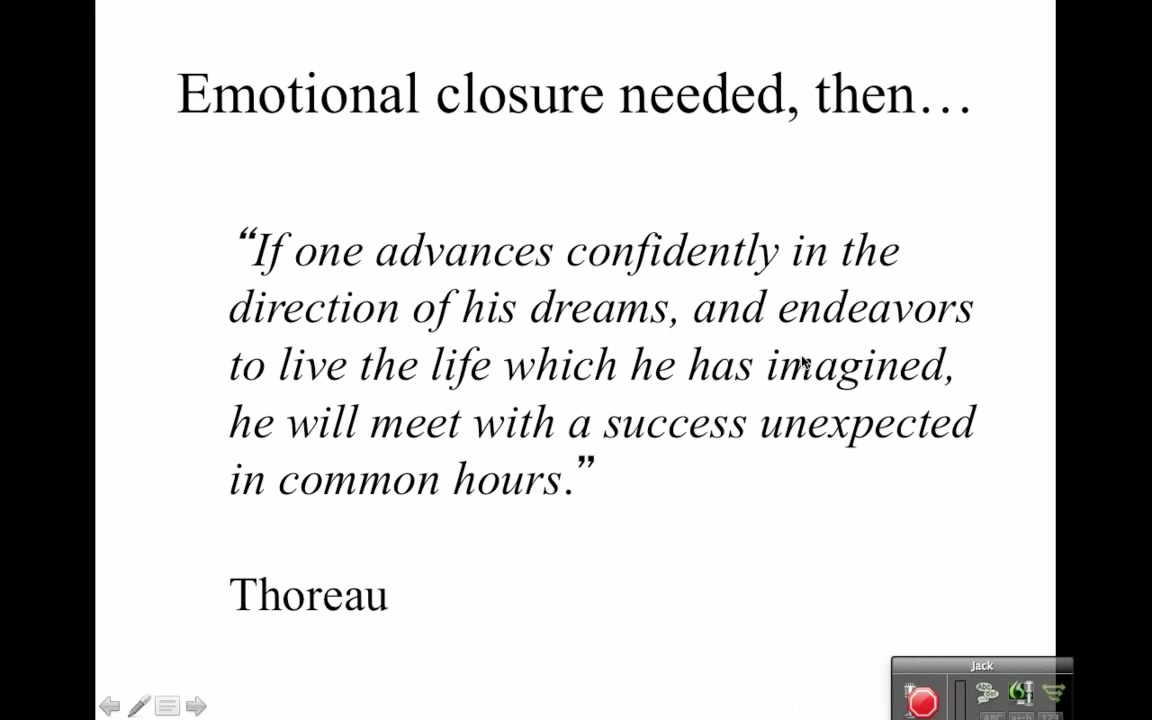 Emotional closure needed, then…
“If one advances confidently in the
direction of his dreams, and endeavors
to live the life which he has imagined,
he will meet with a success unexpected
in common hours.”
Thoreau
Jack